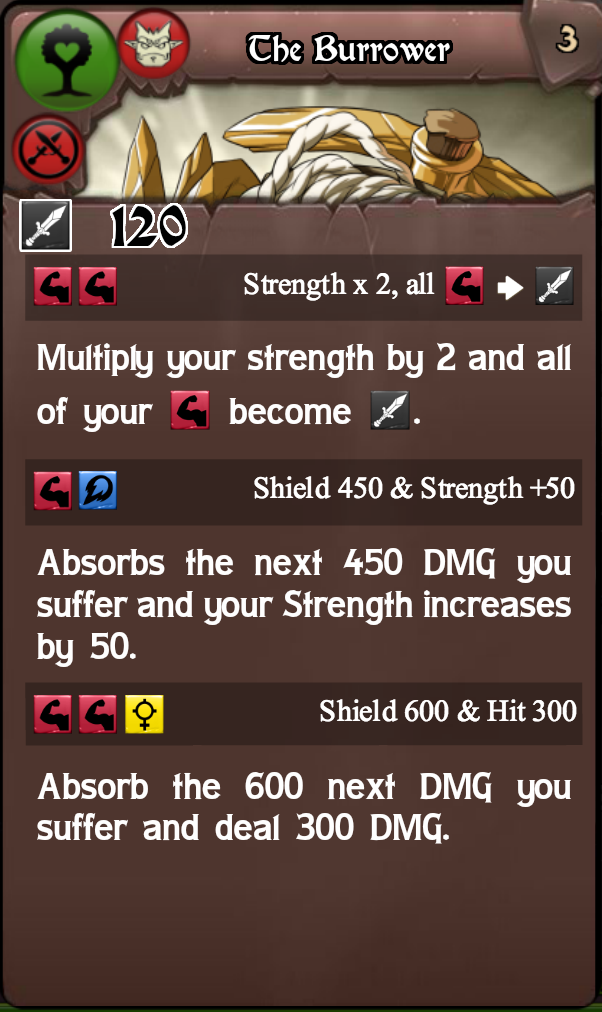 The Burrower
3
120
Strength x 2, all
Multiply your strength by 2 and all
of your become .
Shield 450 & Strength +50
Absorbs the next 450 DMG you
suffer and your Strength increases
by 50.
Shield 600 & Hit 300
Absorb the 600 next DMG you
suffer and deal 300 DMG.